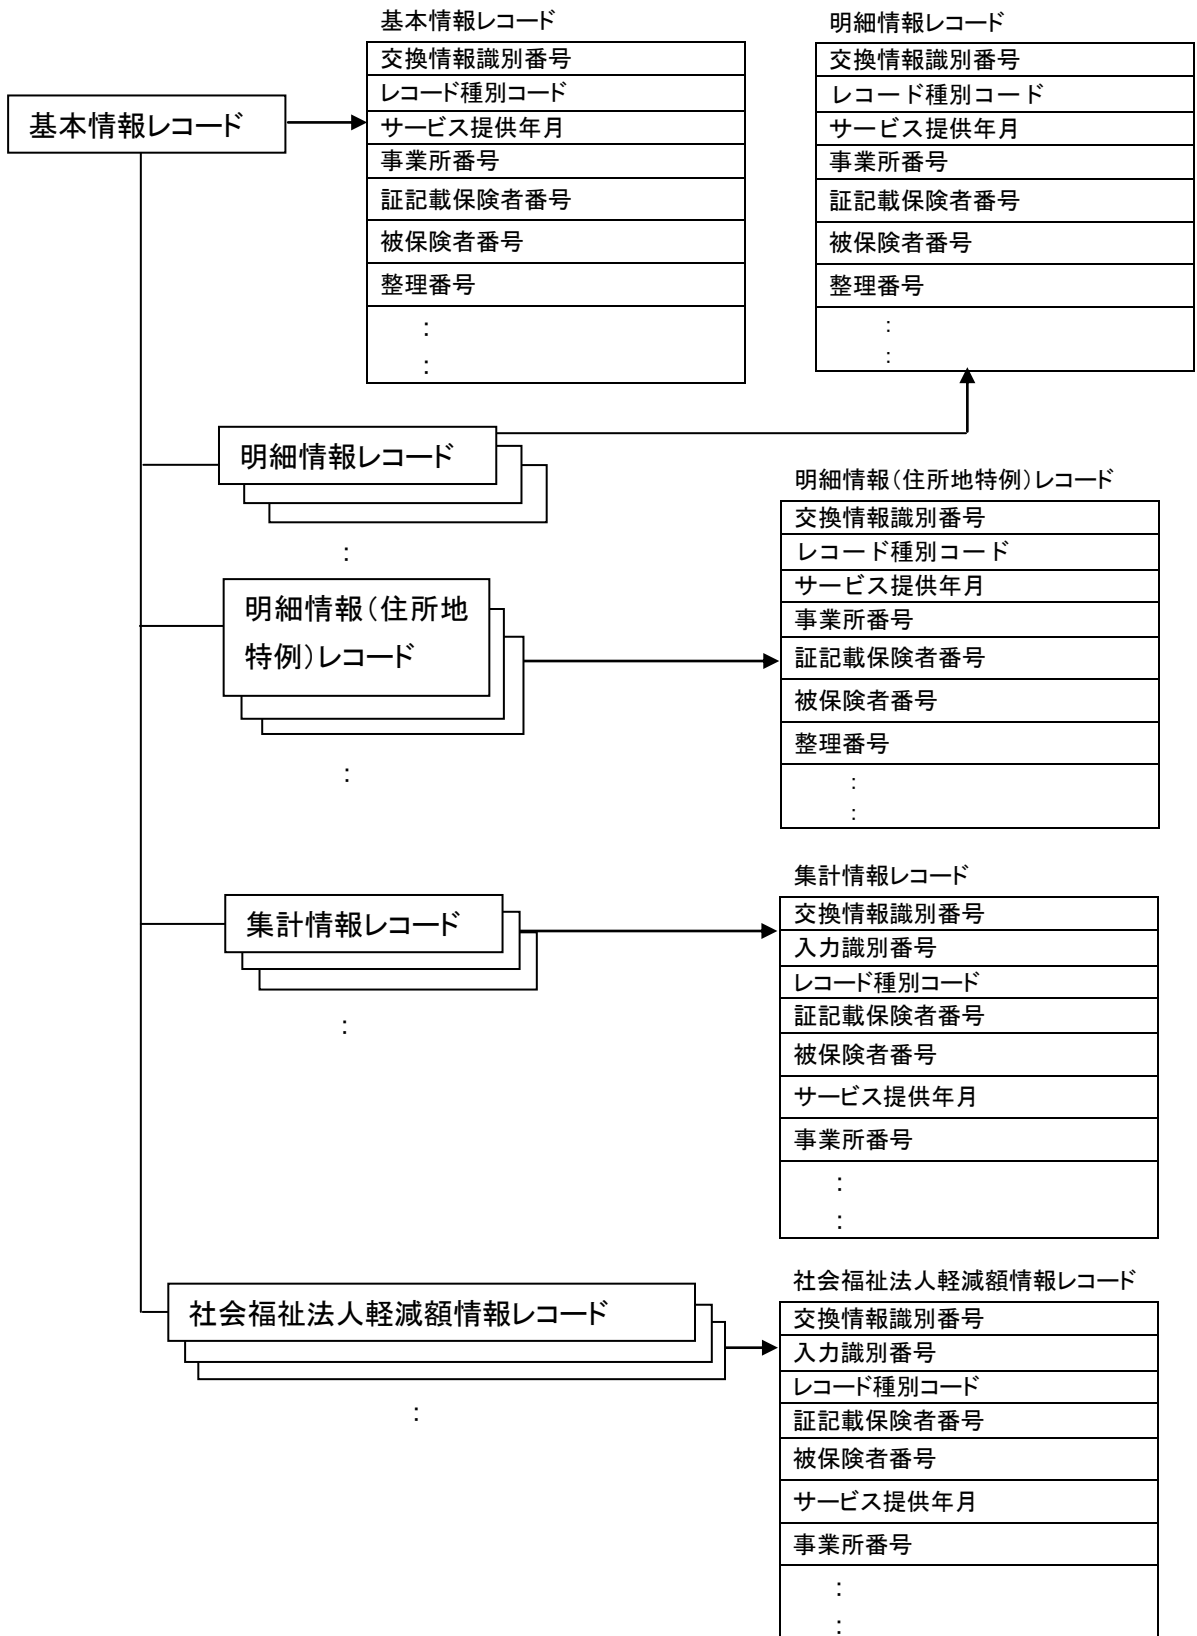 基本情報レコード
基本情報レコード
交換情報識別番号
レコード種別コード
サービス提供年月
事業所番号
証記載保険者番号
被保険者番号
整理番号
:
:
明細情報レコード
交換情報識別番号
レコード種別コード
サービス提供年月
事業所番号
証記載保険者番号
被保険者番号
整理番号
:
:
明細情報レコード
:
明細情報(住所地
特例)レコード
:
明細情報(住所地特例)レコード
交換情報識別番号
レコード種別コード
サービス提供年月
事業所番号
証記載保険者番号
被保険者番号
整理番号
:
:
集計情報レコード
:
集計情報レコード
交換情報識別番号
入力識別番号
レコード種別コード
証記載保険者番号
被保険者番号
サービス提供年月
事業所番号
:
:
社会福祉法人軽減額情報レコード
:
社会福祉法人軽減額情報レコード
交換情報識別番号
入力識別番号
レコード種別コード
証記載保険者番号
被保険者番号
サービス提供年月
事業所番号
:
: